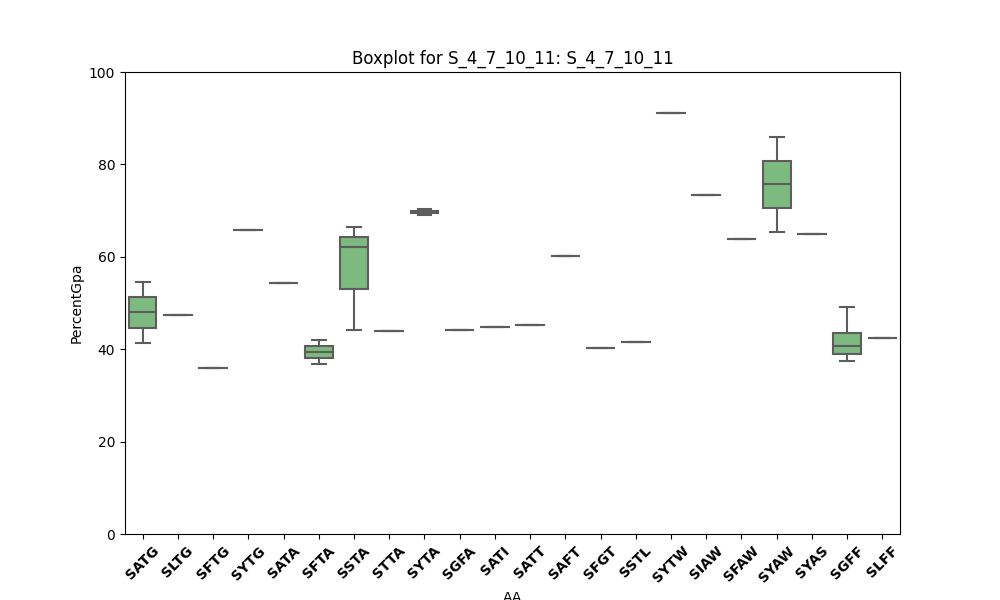 Boxplot for S_4_7_10_11: S_4_7_10_11
100
80
60
40
20
0
PercentGpa
SATG
SLTG
SFTG
SYTG
SATA
SFTA
SSTA
STTA
SYTA
SGFA
SATI
SATT
SAFT
SFGT
SSTL
SYTW
SIAW
SFAW
SYAW
SYAS
SGFF
SLFF
AA